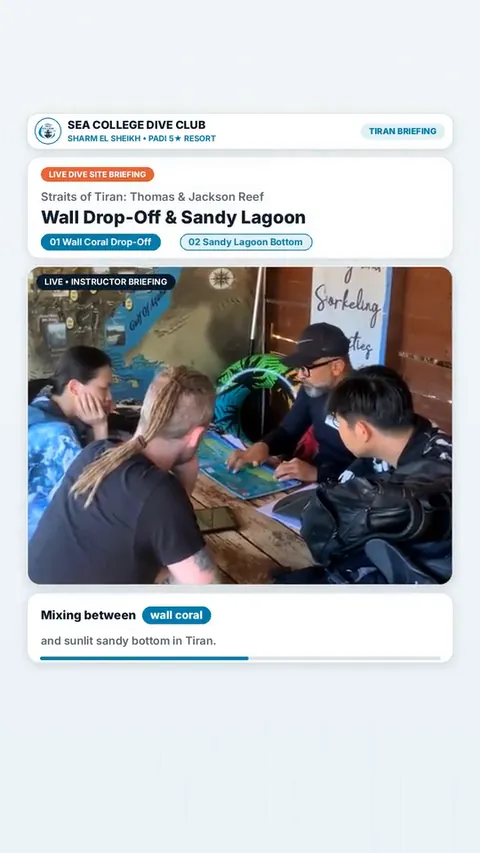 SEA COLLEGE DIVE CLUB
SHARM EL SHEIKH • PADI 5★ RESORT
TIRAN BRIEFING
LIVE DIVE SITE BRIEFING
Straits of Tiran: Thomas & Jackson Reef
Wall Drop-Off & Sandy Lagoon
01 Wall Coral Drop-Off
02 Sandy Lagoon Bottom
LIVE • INSTRUCTOR BRIEFING
Gulf Of
Snorkeling
Mixing between wall coral
and sunlit sandy bottom in Tiran.